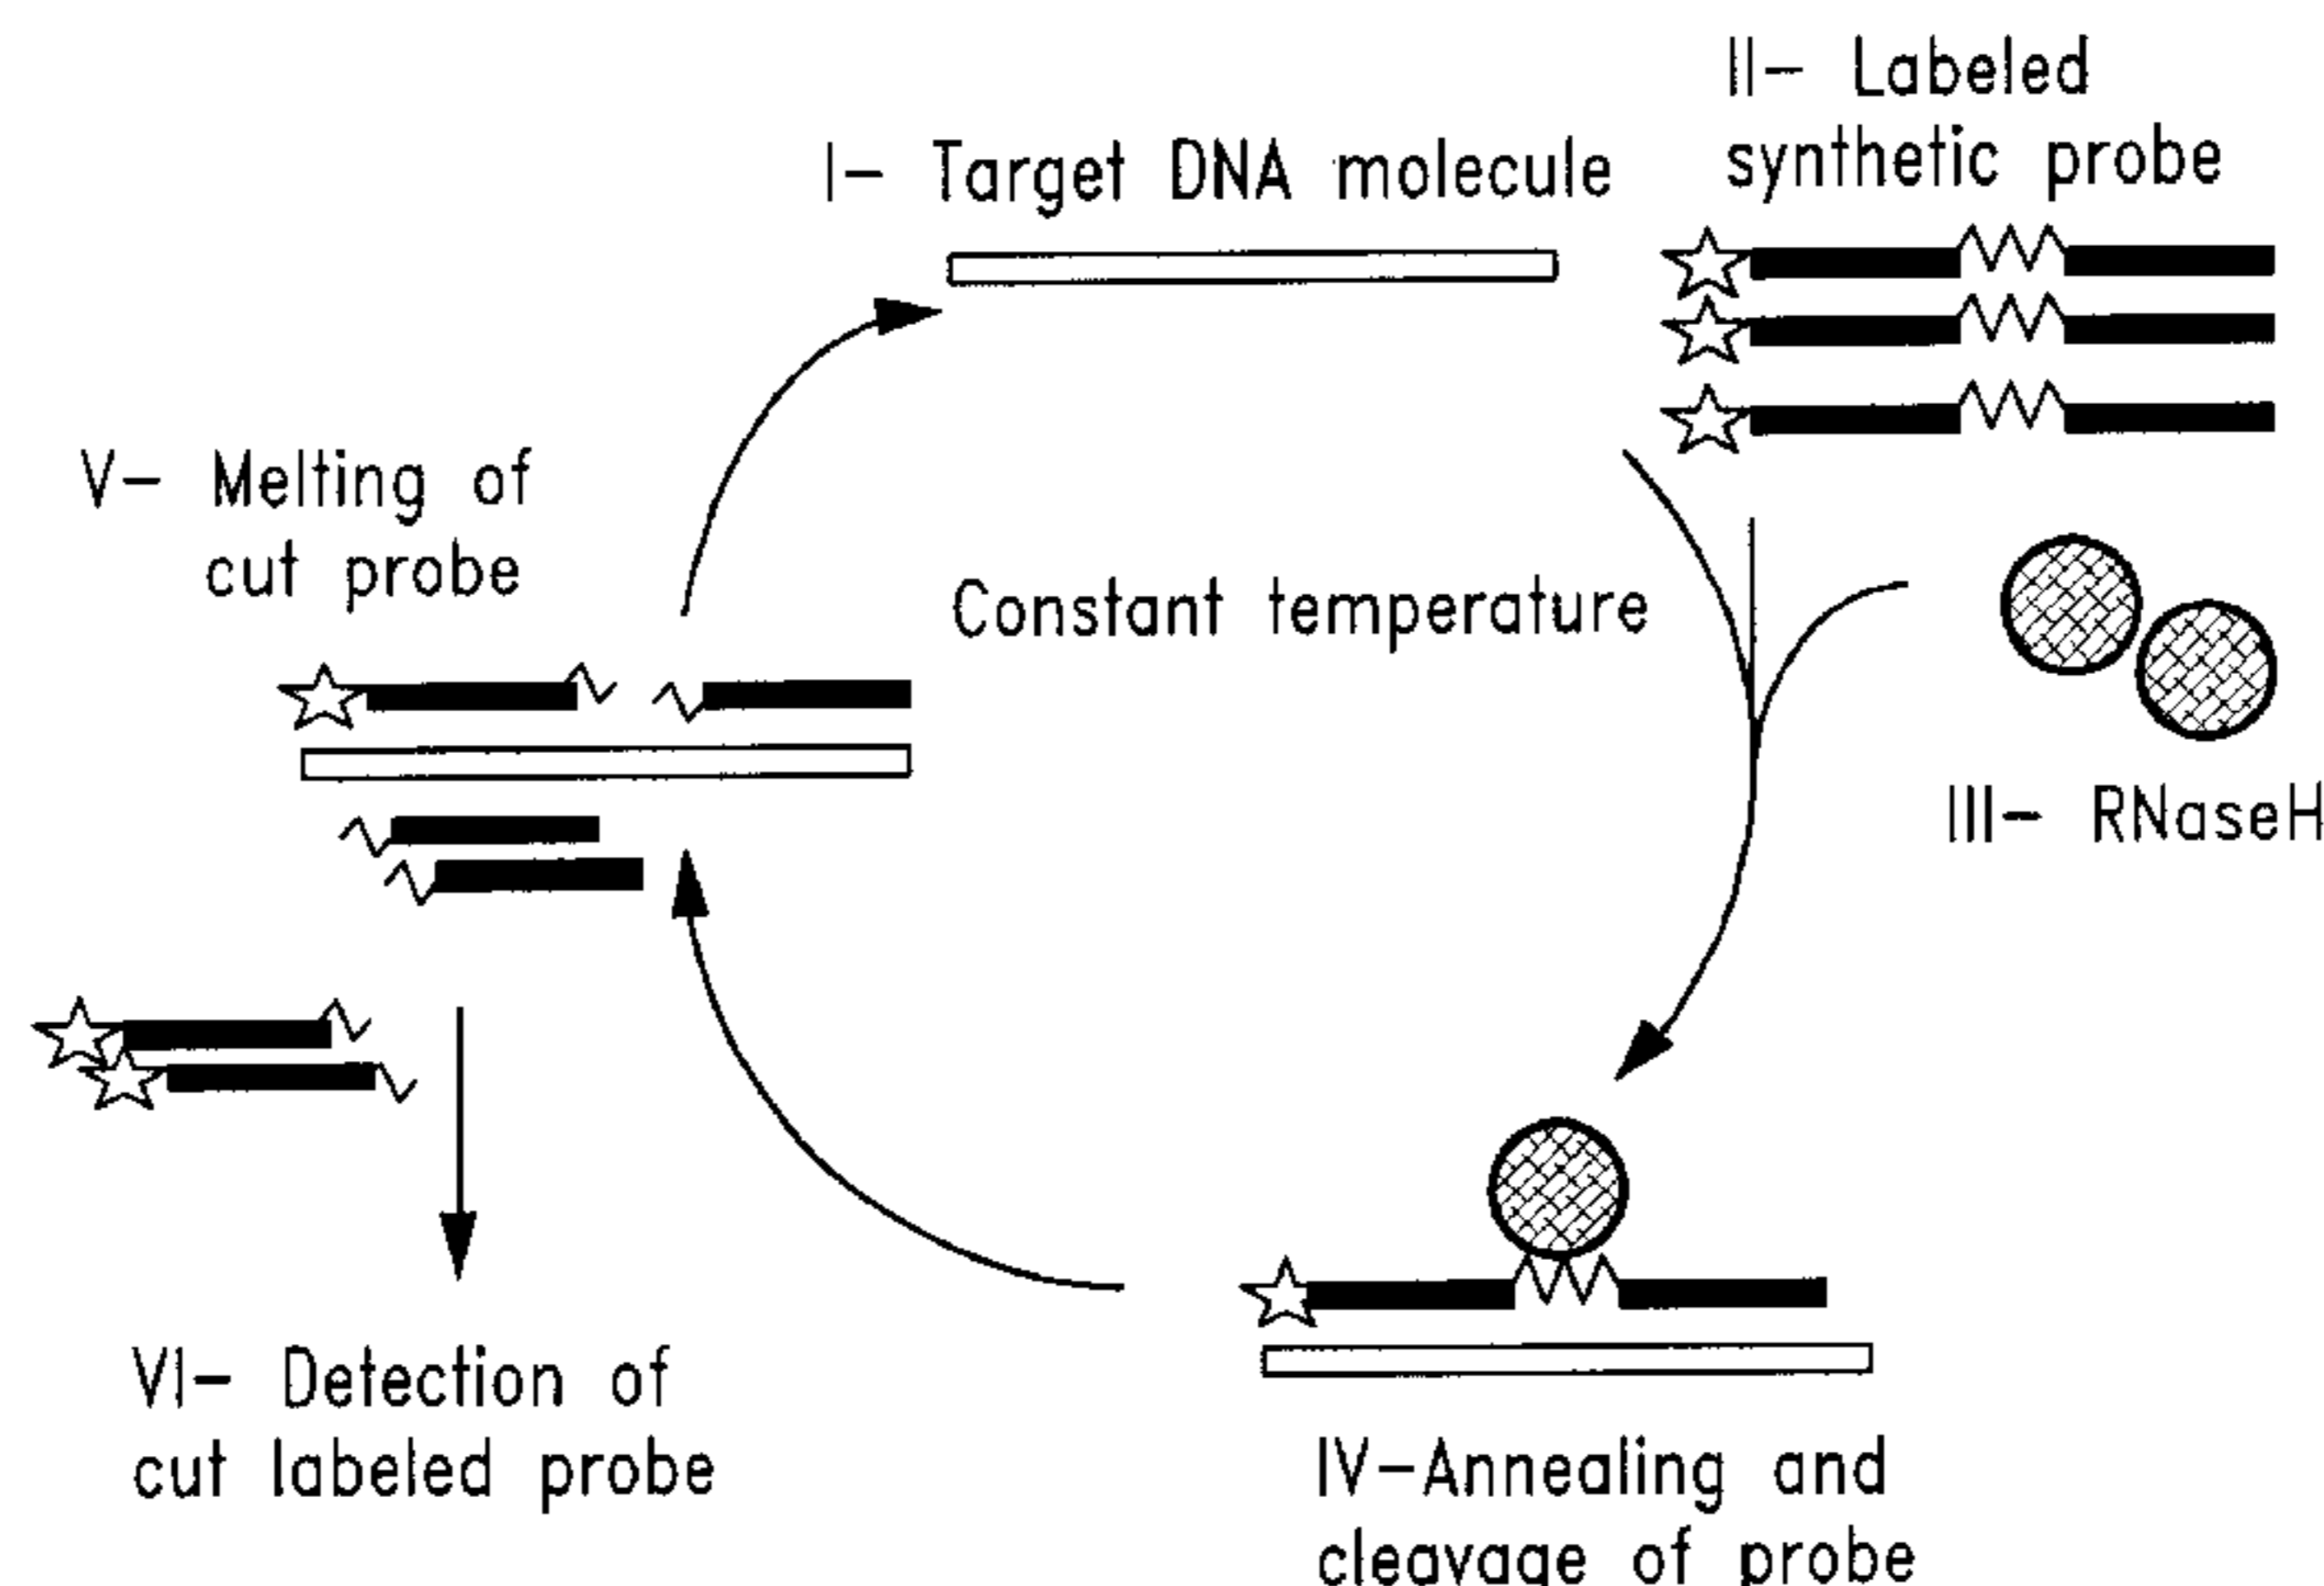 I- Target DNA molecule
II- Labeled
synthetic probe
Constant temperature
III- RNaseH
IV-Annealing and
cleavage of probe
V- Melting of
cut probe
VI- Detection of
cut labeled probe